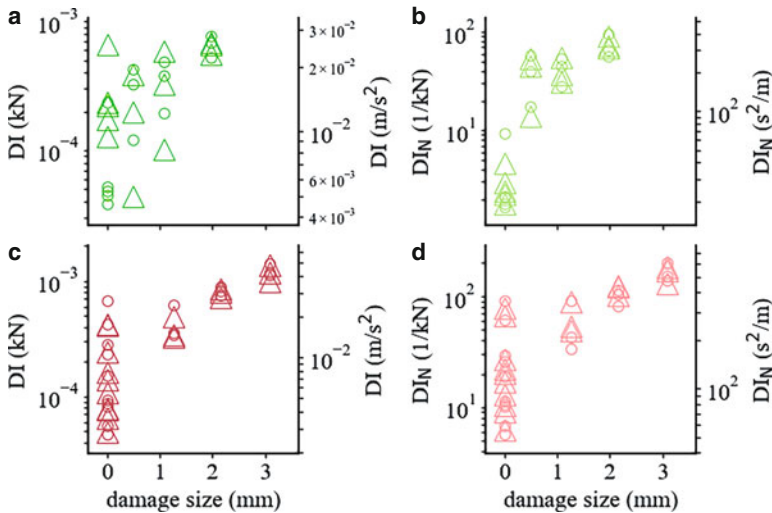 a
10⁻³
10⁻⁴
DI (kN)
3×10⁻²
2×10⁻²
10⁻²
6×10⁻³
5×10⁻³
4×10⁻³
DI (m/s²)
b
10²
10¹
DI_N (1/kN)
10²
DI_N (s²/m)
c
10⁻³
10⁻⁴
DI (kN)
10⁻²
DI (m/s²)
0 1 2 3
damage size (mm)
d
10²
10¹
DI_N (1/kN)
10²
DI_N (s²/m)
0 1 2 3
damage size (mm)